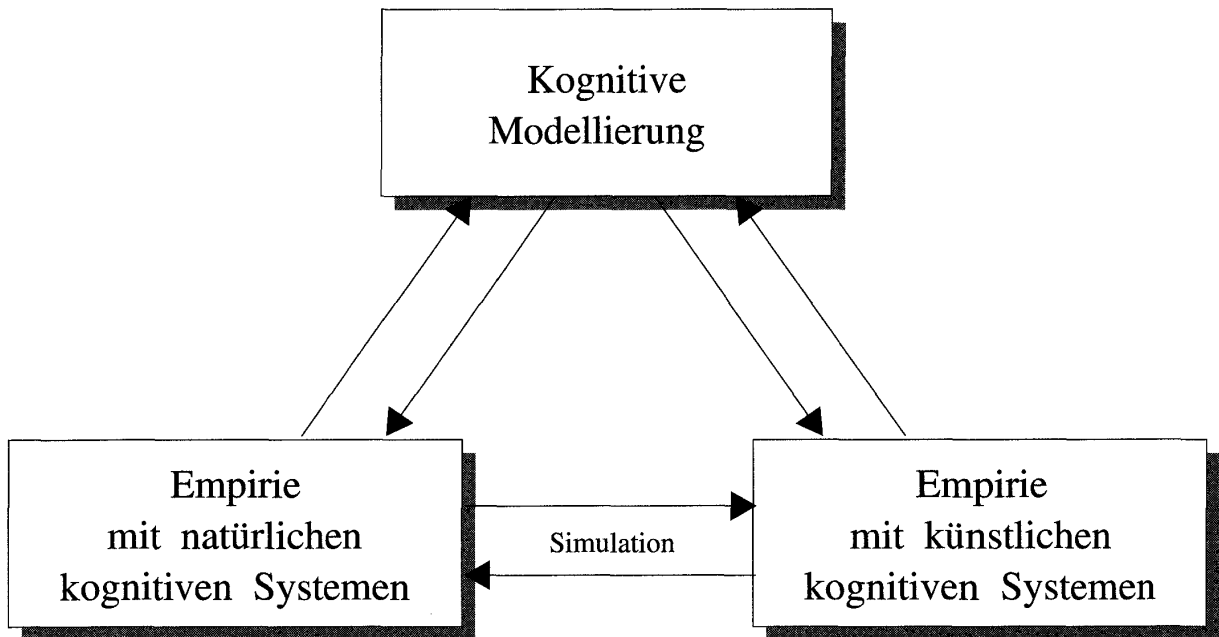 Kognitive
Modellierung
Empirie
mit natürlichen
kognitiven Systemen
Simulation
Empirie
mit künstlichen
kognitiven Systemen